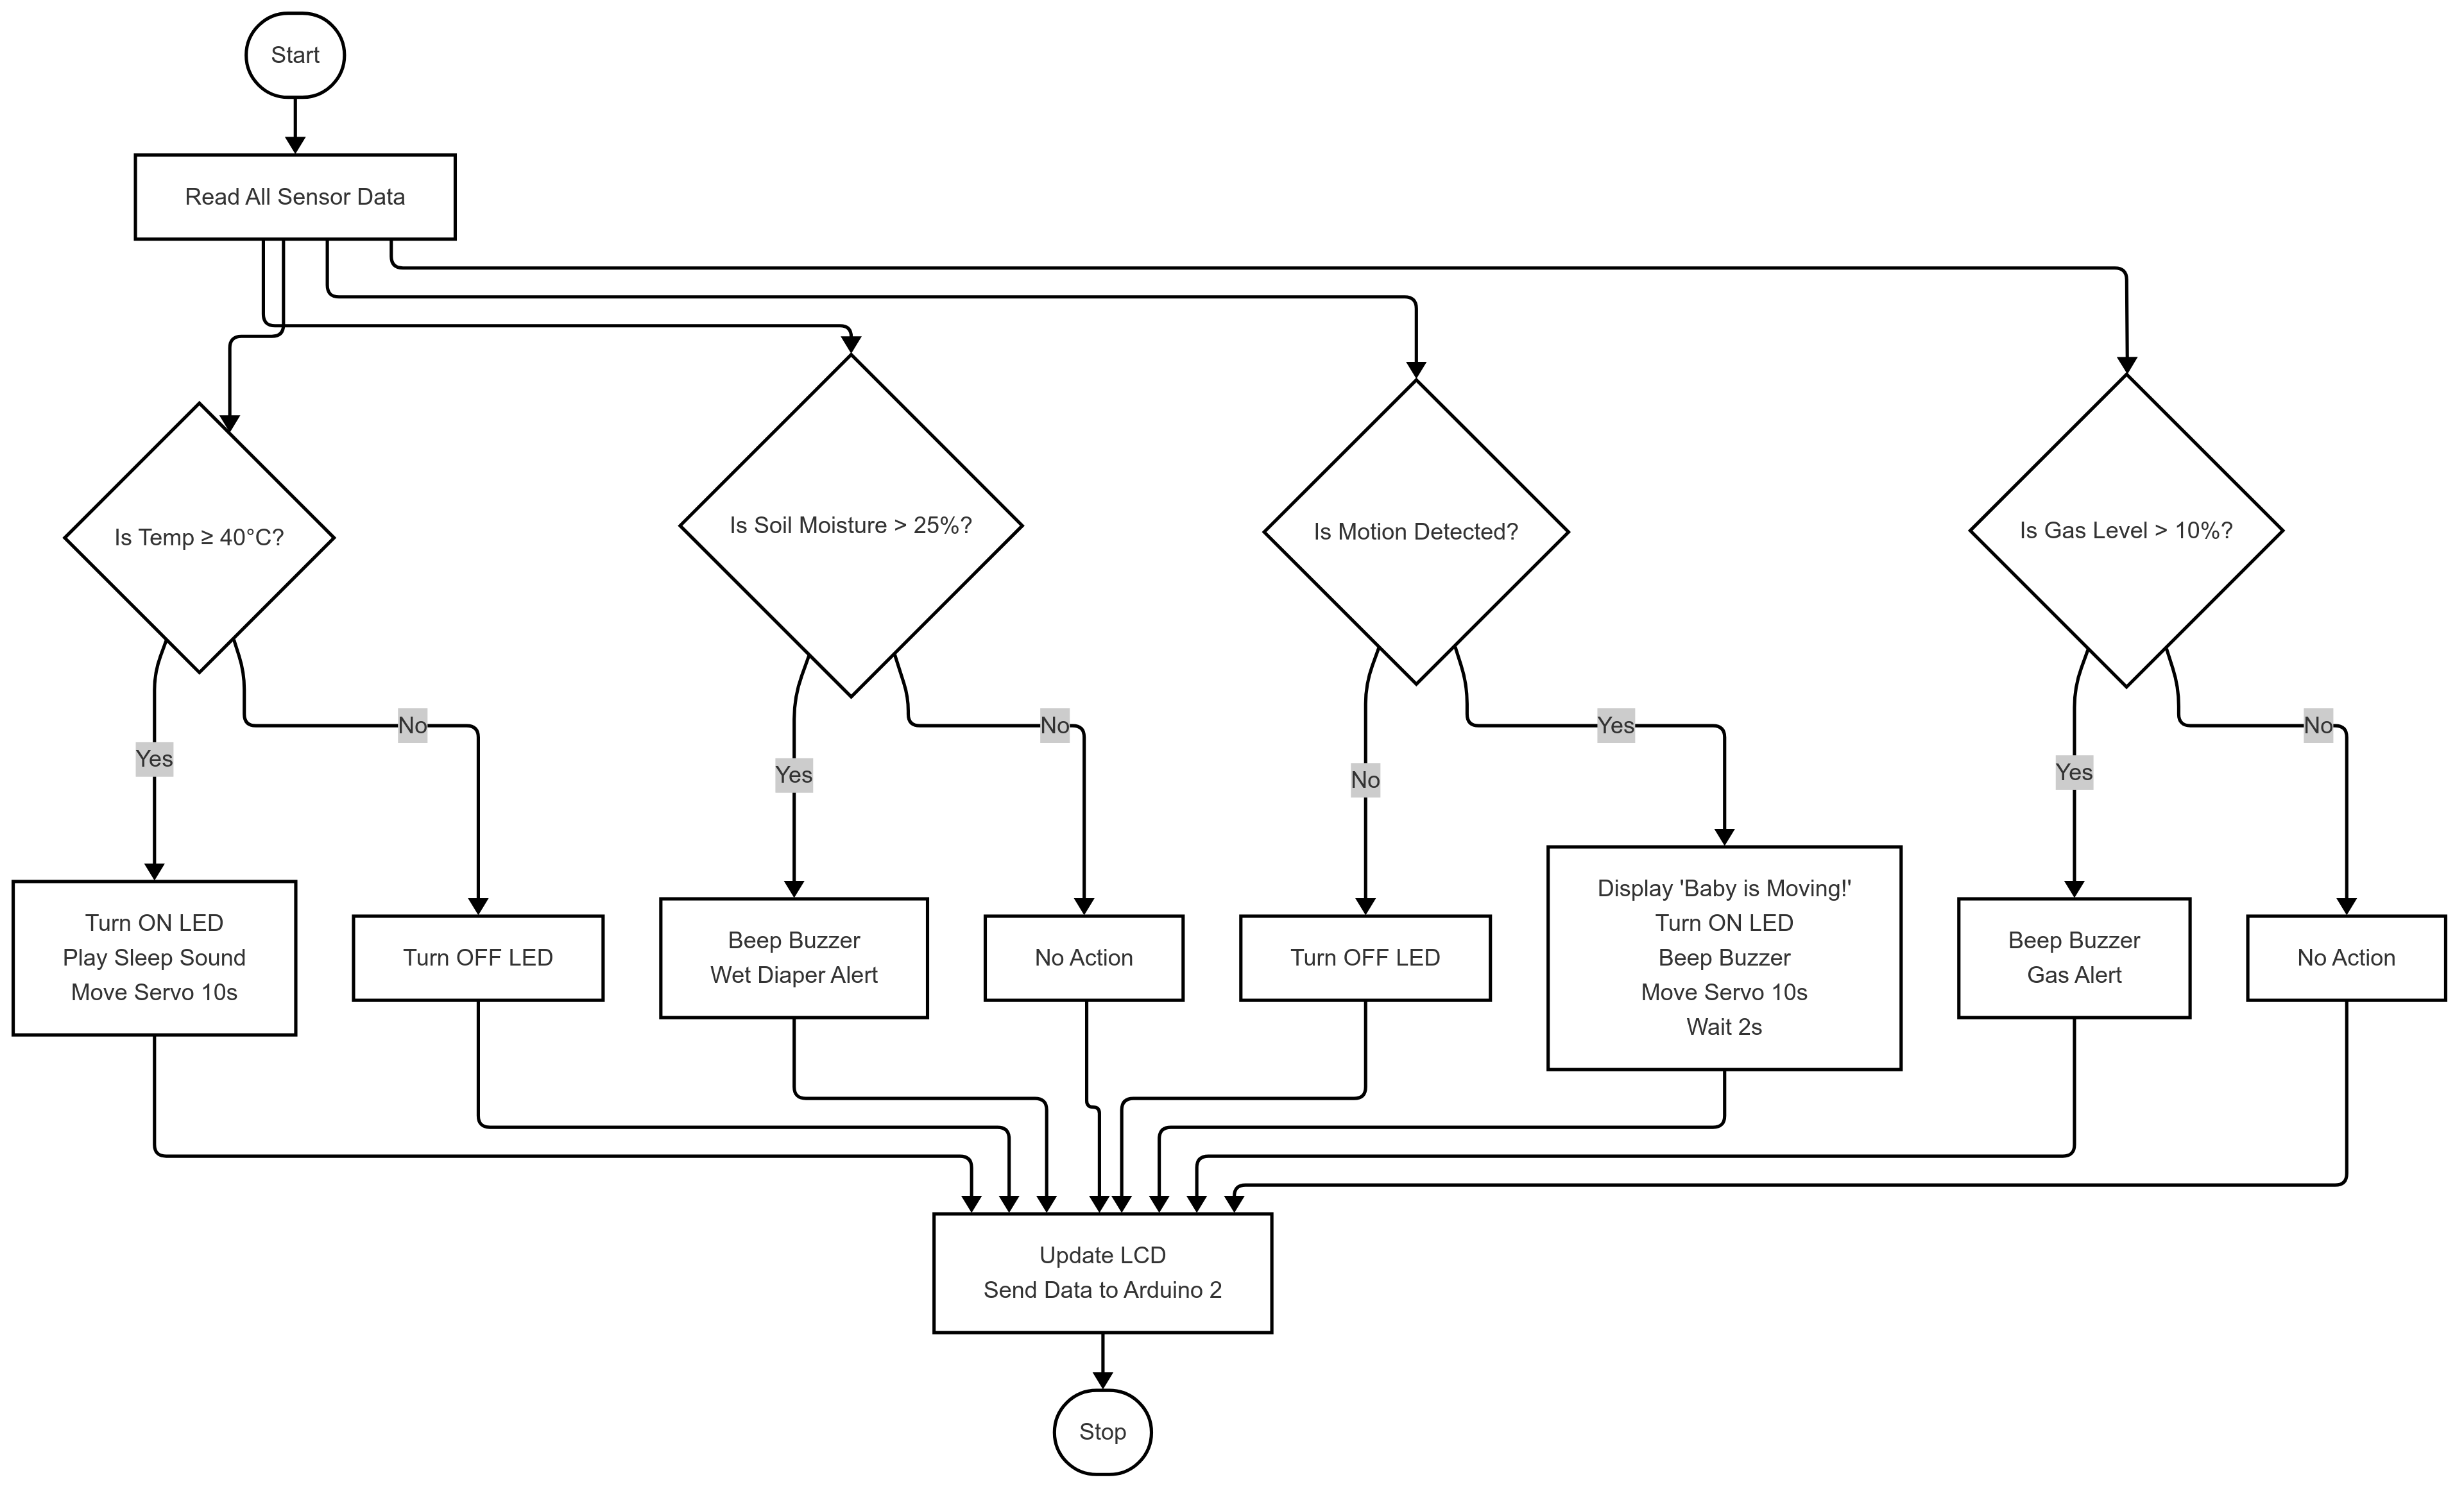 Start
Read All Sensor Data
Is Temp ≥ 40°C?
Is Soil Moisture > 25%?
Is Motion Detected?
Is Gas Level > 10%?
Yes
No
Yes
No
No
Yes
Yes
No
Turn ON LED
Play Sleep Sound
Move Servo 10s
Turn OFF LED
Beep Buzzer
Wet Diaper Alert
No Action
Turn OFF LED
Display 'Baby is Moving!'
Turn ON LED
Beep Buzzer
Move Servo 10s
Wait 2s
Beep Buzzer
Gas Alert
No Action
Update LCD
Send Data to Arduino 2
Stop